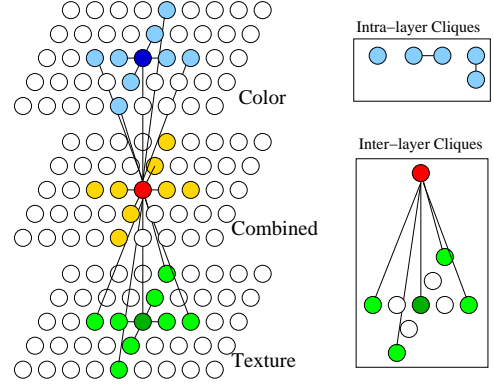 Intra−layer Cliques
Color
Inter−layer Cliques
Combined
Texture